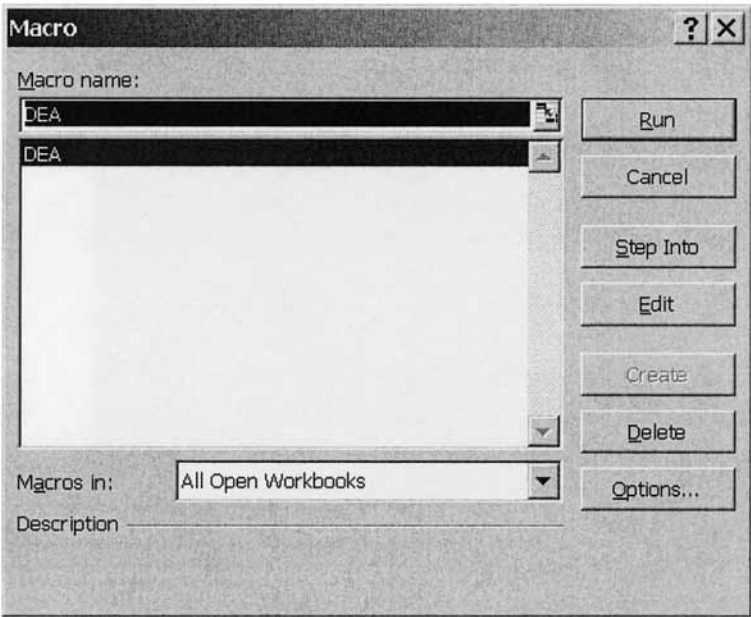 Macro
Macro name:
DEA
DEA
Run
Cancel
Step Into
Edit
Create
Delete
Options...
Macros in:
All Open Workbooks
Description